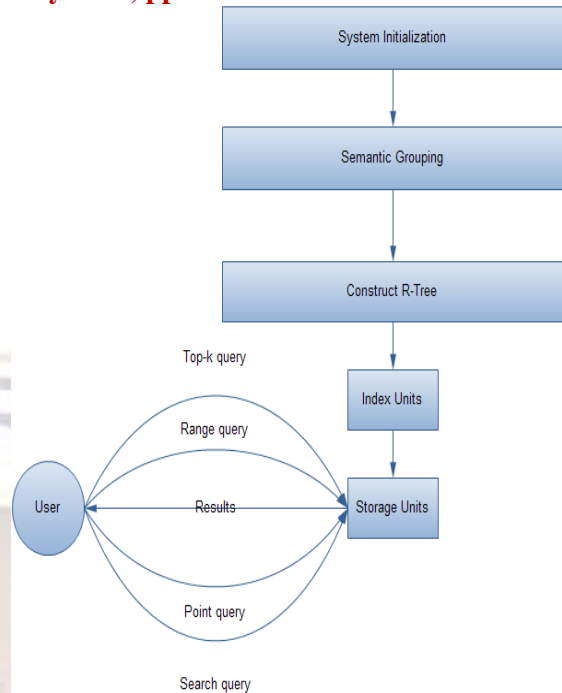 System Initialization
Semantic Grouping
Construct R-Tree
Top-k query
Index Units
Range query
User
Results
Storage Units
Point query
Search query